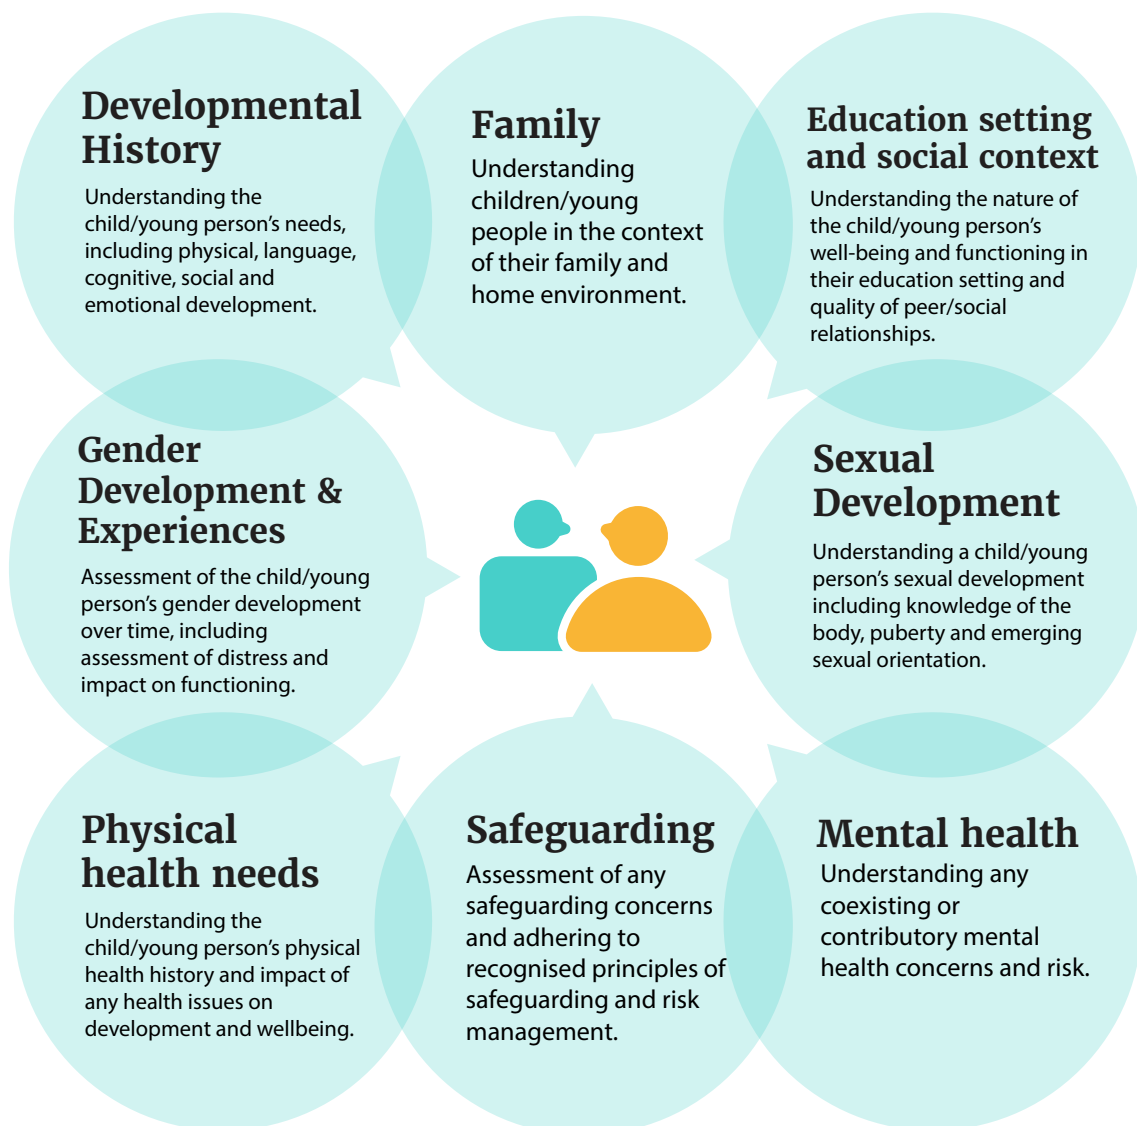 Developmental
History
Understanding the
child/young person's needs,
including physical, language,
cognitive, social and
emotional development.
Family
Understanding
children/young
people in the context
of their family and
home environment.
Education setting
and social context
Understanding the nature of
the child/young person's
well-being and functioning in
their education setting and
quality of peer/social
relationships.
Gender
Development &
Experiences
Assessment of the child/young
person's gender development
over time, including
assessment of distress and
impact on functioning.
Sexual
Development
Understanding a child/young
person's sexual development
including knowledge of the
body, puberty and emerging
sexual orientation.
Physical
health needs
Understanding the
child/young person's physical
health history and impact of
any health issues on
development and wellbeing.
Safeguarding
Assessment of any
safeguarding concerns
and adhering to
recognised principles of
safeguarding and risk
management.
Mental health
Understanding any
coexisting or
contributory mental
health concerns and risk.